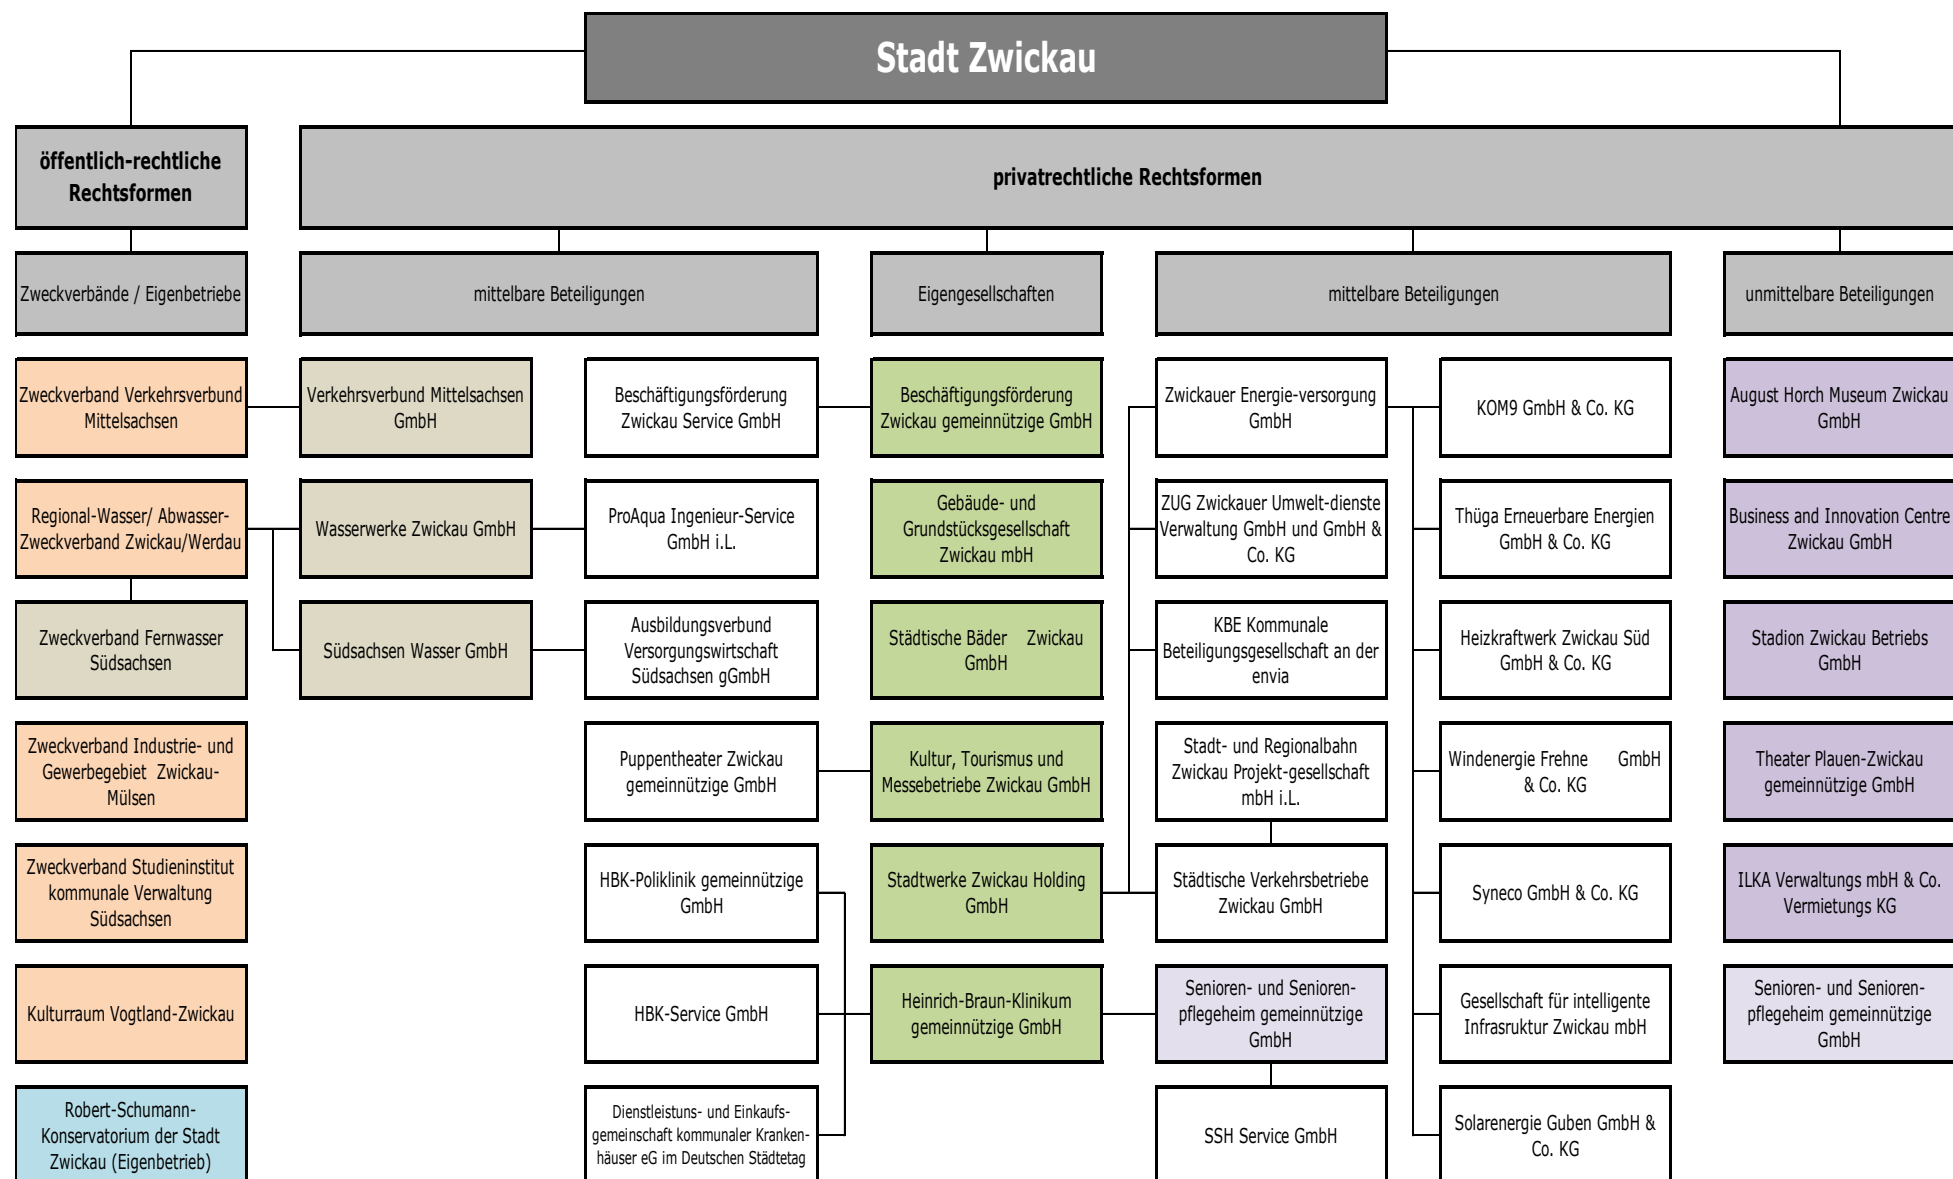 Stadt Zwickau
öffentlich-rechtliche
Rechtsformen
privatrechtliche Rechtsformen
Zweckverbände / Eigenbetriebe
mittelbare Beteiligungen
Eigengesellschaften
mittelbare Beteiligungen
unmittelbare Beteiligungen
Zweckverband Verkehrsverbund
Mittelsachsen
Verkehrsverbund Mittelsachsen
GmbH
Beschäftigungsförderung
Zwickau Service GmbH
Beschäftigungsförderung
Zwickau gemeinnützige GmbH
Zwickauer Energie-versorgung
GmbH
KOM9 GmbH & Co. KG
August Horch Museum Zwickau
GmbH
Regional-Wasser/ Abwasser-
Zweckverband Zwickau/Werdau
Wasserwerke Zwickau GmbH
ProAqua Ingenieur-Service
GmbH i.L.
Gebäude- und
Grundstücksgesellschaft
Zwickau mbH
ZUG Zwickauer Umwelt-dienste
Verwaltung GmbH und GmbH &
Co. KG
Thüga Erneuerbare Energien
GmbH & Co. KG
Business and Innovation Centre
Zwickau GmbH
Zweckverband Fernwasser
Südsachsen
Südsachsen Wasser GmbH
Ausbildungsverbund
Versorgungswirtschaft
Südsachsen gGmbH
Städtische Bäder Zwickau
GmbH
KBE Kommunale
Beteiligungsgesellschaft an der
envia
Heizkraftwerk Zwickau Süd
GmbH & Co. KG
Stadion Zwickau Betriebs
GmbH
Zweckverband Industrie- und
Gewerbegebiet Zwickau-
Mülsen
Puppentheater Zwickau
gemeinnützige GmbH
Kultur, Tourismus und
Messebetriebe Zwickau GmbH
Stadt- und Regionalbahn
Zwickau Projekt-gesellschaft
mbH i.L.
Windenergie Frehne GmbH
& Co. KG
Theater Plauen-Zwickau
gemeinnützige GmbH
Zweckverband Studieninstitut
kommunale Verwaltung
Südsachsen
HBK-Poliklinik gemeinnützige
GmbH
Stadtwerke Zwickau Holding
GmbH
Städtische Verkehrsbetriebe
Zwickau GmbH
Syneco GmbH & Co. KG
ILKA Verwaltungs mbH & Co.
Vermietungs KG
Kulturraum Vogtland-Zwickau
HBK-Service GmbH
Heinrich-Braun-Klinikum
gemeinnützige GmbH
Senioren- und Senioren-
pflegeheim gemeinnützige
GmbH
Gesellschaft für intelligente
Infrasruktur Zwickau mbH
Senioren- und Senioren-
pflegeheim gemeinnützige
GmbH
Robert-Schumann-
Konservatorium der Stadt
Zwickau (Eigenbetrieb)
Dienstleistuns- und Einkaufs-
gemeinschaft kommunaler Kranken-
häuser eG im Deutschen Städtetag
SSH Service GmbH
Solarenergie Guben GmbH &
Co. KG